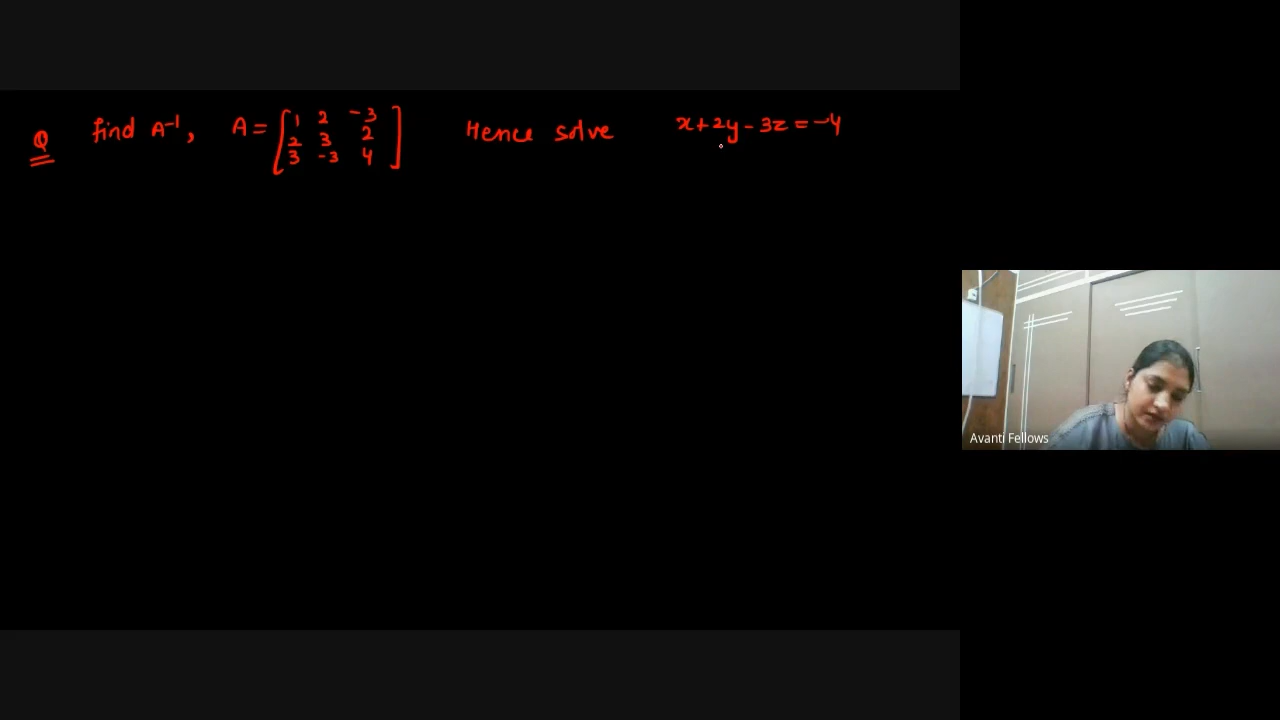 Q find A⁻¹, A = [1 2 -3 Hence solve x+2y-3z=-4
2 3 2
3 -3 4]
Avanti Fellows